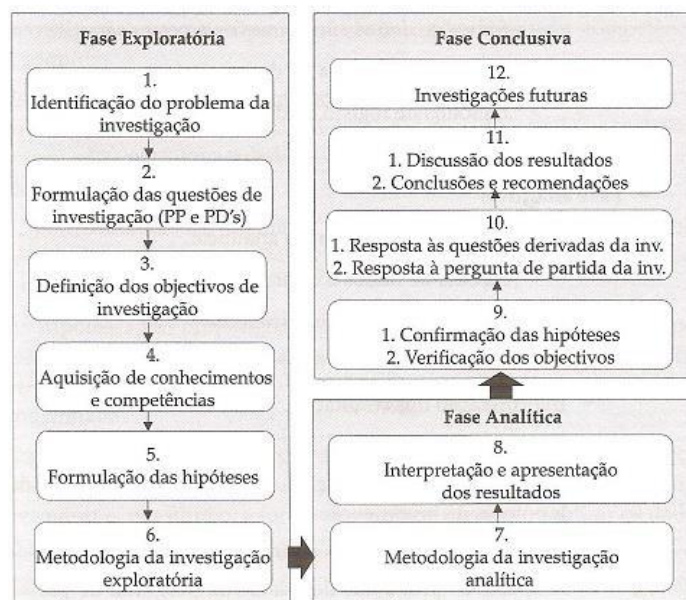 Fase Exploratória
1.
Identificação do problema da
investigação
2.
Formulação das questões de
investigação (PP e PD's)
3.
Definição dos objectivos de
investigação
4.
Aquisição de conhecimentos
e competências
5.
Formulação das hipóteses
6.
Metodologia da investigação
exploratória
Fase Conclusiva
12.
Investigações futuras
11.
1. Discussão dos resultados
2. Conclusões e recomendações
10.
1. Resposta às questões derivadas da inv.
2. Resposta à pergunta de partida da inv.
9.
1. Confirmação das hipóteses
2. Verificação dos objectivos
Fase Analítica
8.
Interpretação e apresentação
dos resultados
7.
Metodologia da investigação
analítica